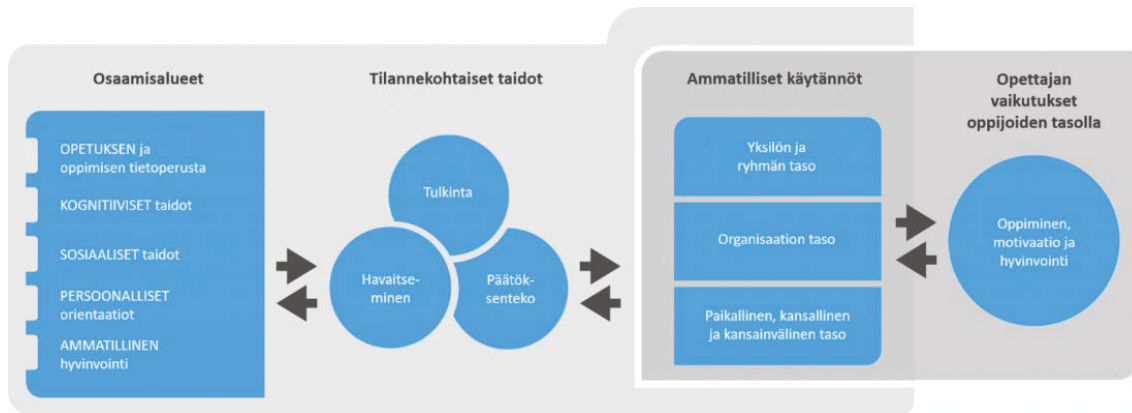 Osaamisalueet
OPETUKSEN ja
oppimisen tietoperusta
KOGNITIIVISET taidot
SOSIAALISET taidot
PERSOONALLISET
orientaatiot
AMMATILLINEN
hyvinvointi
Tilannekohtaiset taidot
Tulkinta
Havaitse-
minen
Päätök-
senteko
Ammatilliset käytännöt
Yksilön ja
ryhmän taso
Organisaation taso
Paikallinen, kansallinen
ja kansainvälinen taso
Opettajan
vaikutukset
oppijoiden tasolla
Oppiminen,
motivaatio ja
hyvinvointi